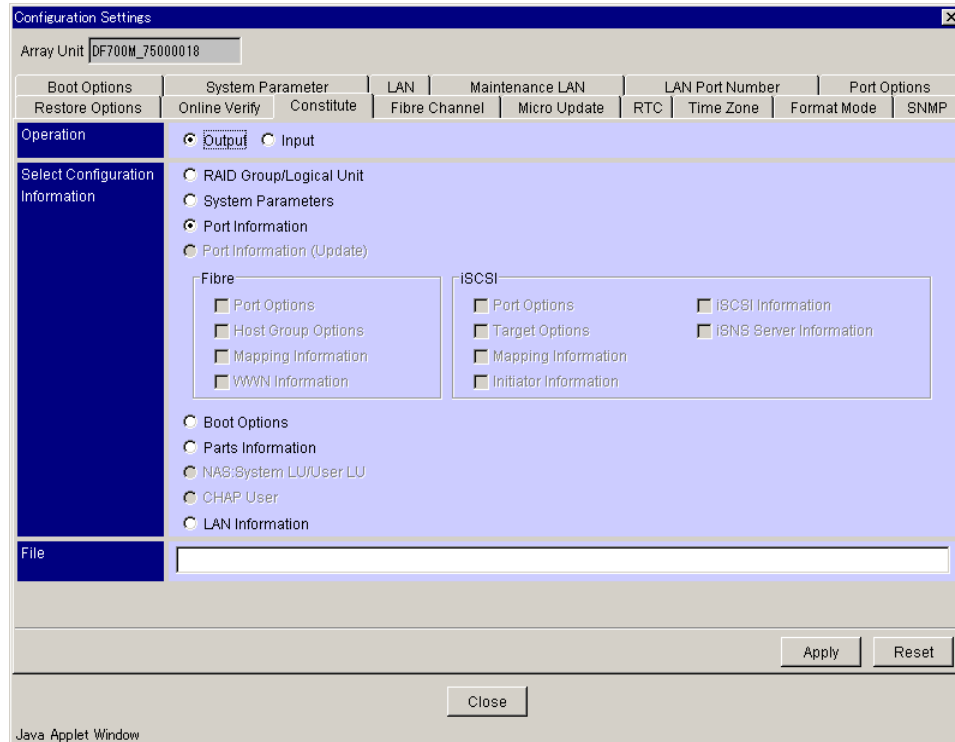 Configuration Settings
Array Unit DF700M_75000018
Boot Options System Parameter LAN Maintenance LAN LAN Port Number Port Options
Restore Options Online Verify Constitute Fibre Channel Micro Update RTC Time Zone Format Mode SNMP
Operation Output Input
Select Configuration Information
RAID Group/Logical Unit
System Parameters
Port Information
Port Information (Update)
Fibre iSCSI
Port Options Port Options iSCSI Information
Host Group Options Target Options iSNS Server Information
Mapping Information Mapping Information
WWN Information Initiator Information
Boot Options
Parts Information
NAS:System LU/User LU
CHAP User
LAN Information
File
Apply Reset
Close
Java Applet Window